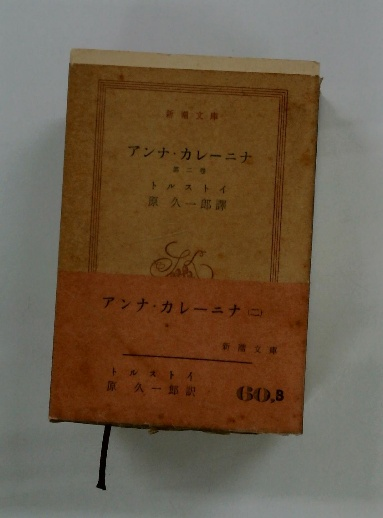 新潮文庫
アンナ・カレーニナ
第二巻
トルストイ
原久一郎譯
アンナ・カレーニナ(二)
新潮文庫
トルストイ
原久一郎訳
60.8